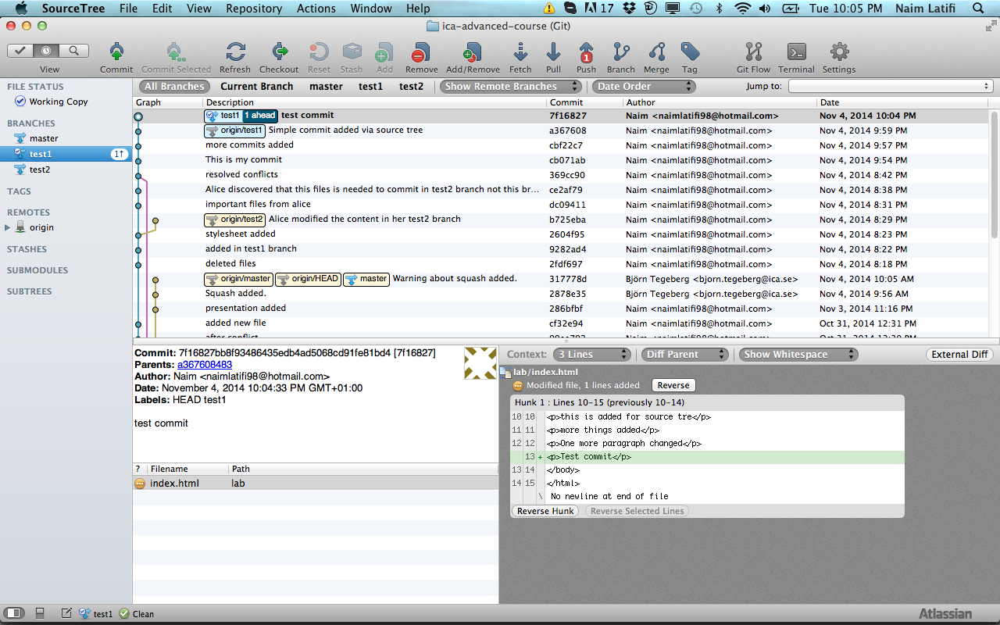 SourceTree File Edit View Repository Actions Window Help 17 Tue 10:05 PM Naim Latifi
ica-advanced-course (Git)
View Commit Commit Selected Refresh Checkout Reset Stash Add Remove Add/Remove Fetch Pull 1 Push Branch Merge Tag Git Flow Terminal Settings
FILE STATUS
Working Copy
BRANCHES
master
test1 1↑
test2
TAGS
REMOTES
origin
STASHES
SUBMODULES
SUBTREES
All Branches Current Branch master test1 test2 Show Remote Branches Date Order Jump to:
Graph Description Commit Author Date
test1 1 ahead test commit 7f16827 Naim <naimlatifi98@hotmail.com> Nov 4, 2014 10:04 PM
origin/test1 Simple commit added via source tree a367608 Naim <naimlatifi98@hotmail.com> Nov 4, 2014 9:59 PM
more commits added cbf22c7 Naim <naimlatifi98@hotmail.com> Nov 4, 2014 9:57 PM
This is my commit cb071ab Naim <naimlatifi98@hotmail.com> Nov 4, 2014 9:54 PM
resolved conflicts 369cc90 Naim <naimlatifi98@hotmail.com> Nov 4, 2014 8:42 PM
Alice discovered that this files is needed to commit in test2 branch not this br... ce2af79 Naim <naimlatifi98@hotmail.com> Nov 4, 2014 8:38 PM
important files from alice dc09411 Naim <naimlatifi98@hotmail.com> Nov 4, 2014 8:31 PM
origin/test2 Alice modified the content in her test2 branch b725eba Naim <naimlatifi98@hotmail.com> Nov 4, 2014 8:29 PM
stylesheet added 2604f95 Naim <naimlatifi98@hotmail.com> Nov 4, 2014 8:23 PM
added in test1 branch 9282ad4 Naim <naimlatifi98@hotmail.com> Nov 4, 2014 8:22 PM
deleted files 2fdf697 Naim <naimlatifi98@hotmail.com> Nov 4, 2014 8:18 PM
origin/master origin/HEAD master Warning about squash added. 317778d Björn Tegeberg <bjorn.tegeberg@ica.se> Nov 4, 2014 10:05 AM
Squash added. 2878e35 Björn Tegeberg <bjorn.tegeberg@ica.se> Nov 4, 2014 9:56 AM
presentation added 286bfbf Naim <naimlatifi98@hotmail.com> Nov 3, 2014 11:16 PM
added new file cf32e94 Naim <naimlatifi98@hotmail.com> Oct 31, 2014 12:31 PM
after conflict Naim <naimlatifi98@hotmail.com>
Commit: 7f16827bb8f93486435edb4ad5068cd91fe81bd4 [7f16827]
Parents: a367608483
Author: Naim <naimlatifi98@hotmail.com>
Date: November 4, 2014 10:04:33 PM GMT+01:00
Labels: HEAD test1
test commit
? Filename Path
index.html lab
Context: 3 Lines Diff Parent Show Whitespace External Diff
lab/index.html
Modified file, 1 lines added Reverse
Hunk 1 : Lines 10-15 (previously 10-14)
10 10 <p>this is added for source tre</p>
11 11 <p>more things added</p>
12 12 <p>One more paragraph changed</p>
13 + <p>Test commit</p>
13 14 </body>
14 15 </html>
\ No newline at end of file
Reverse Hunk Reverse Selected Lines
test1 Clean Atlassian